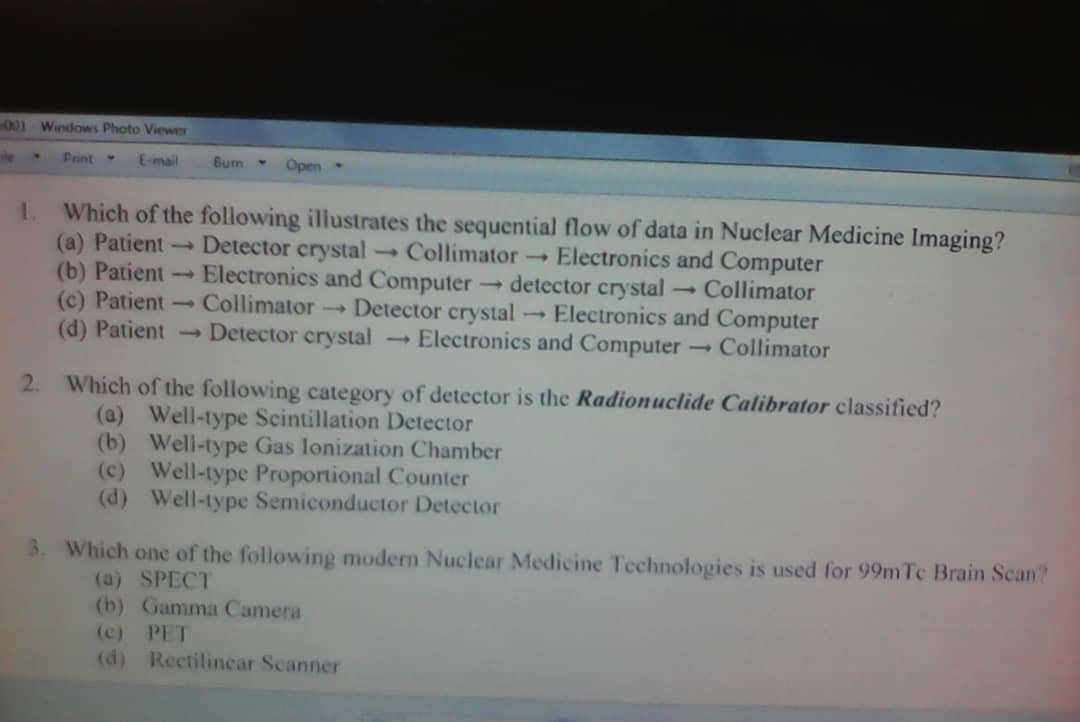 001 Windows Photo Viewer
Print E-mail Burn Open
1. Which of the following illustrates the sequential flow of data in Nuclear Medicine Imaging?
(a) Patient → Detector crystal → Collimator → Electronics and Computer
(b) Patient → Electronics and Computer → detector crystal → Collimator
(c) Patient → Collimator → Detector crystal → Electronics and Computer
(d) Patient → Detector crystal → Electronics and Computer → Collimator
2. Which of the following category of detector is the Radionuclide Calibrator classified?
(a) Well-type Scintillation Detector
(b) Well-type Gas Ionization Chamber
(c) Well-type Proportional Counter
(d) Well-type Semiconductor Detector
3. Which one of the following modern Nuclear Medicine Technologies is used for 99mTc Brain Scan?
(a) SPECT
(b) Gamma Camera
(c) PET
(d) Rectilinear Scanner